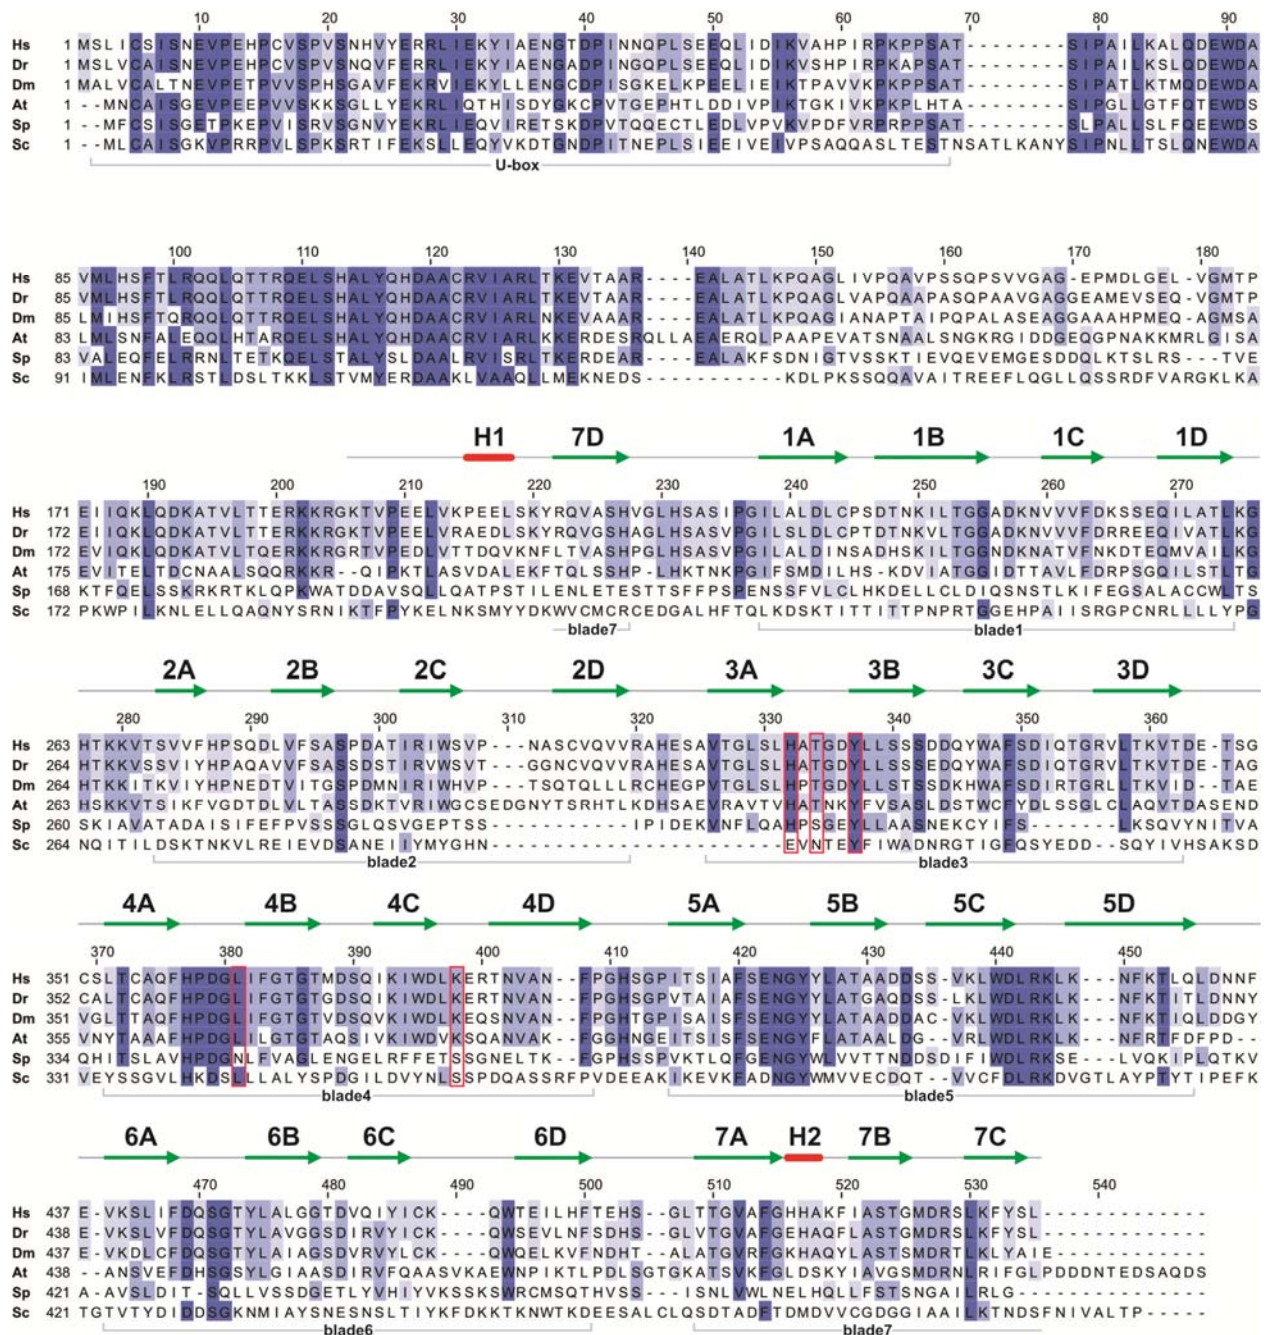 10 20 30 40 50 60 70 80 90
Hs 1 MSLICSISNEVPEHPCVSPVSNHVYERRLIEKYIAENGTDPINNQPLSEEQLIDIKVAHPIRPKPPSAT--------SIPAILKALQDEWDA
Dr 1 MSLVCAISNEVPEHPCVSPVSNQVFERRLIEKYIAENGADPINGQPLSEEQLIDIKVSHPIRPKAPSAT--------SIPAILKSLQDEWDA
Dm 1 MALVCALTNEVPETPVVSPHSGAVFEKRVIEKYLLENGCDPISGKELKPEELIEIKTPAVIKPKPPSAT--------SIPATLKTMQDEWDA
At 1 --MNCAISGEVPEEPVVSKKSGLLYEKRLIQTHISDYGKCPVTGEPHTLDDIVPIKTGKIVKPKPLHTA--------SIPGLLGTFQTEWDS
Sp 1 --MFCSISGETPKEPVISRVSGNVYEKRLIEQVIRETSKDPVTQQECTLEDLVPVKVPDFVRPRPPSAT--------SLPALLSLFQEEWDS
Sc 1 --MLCAISGKVPRRPVLSPKSRTIFEKSLLEQYVKDTGNDPITNEPLSIEEIVEIVPSAQQASLTESTNSATLKANYSIPNLLTSLQNEWDA
U-box
100 110 120 130 140 150 160 170 180
Hs 85 VMLHSFTLRQQLQTTRQELSHALYQHDAACRVIARLTKEVTAAR----EALATLKPQAGLIVPQAVPSSQPSVVGAG-EPMDLGEL-VGMTP
Dr 85 VMLHSFTLRQQLQTTRQELSHALYQHDAACRVIARLTKEVTAAR----EALATLKPQAGLVAPQAAPASQPAAVGAGGEAMEVSEQ-VGMTP
Dm 85 LMIHSFTQRQQLQTTRQELSHALYQHDAACRVIARLNKEVAAAR----EALATLKPQAGIANAPTAIPQPALASEAGGAAAHPMEQ-AGMSA
At 83 LMLSNFALEQQLHTARQELSHALYQHDAACRVIARLKKERDESRQLLAEAERQLPAAPEVATSNAALSNGKRGIDDGEQGPNAKKMRLGISA
Sp 83 VALEQFELRRNLTETKQELSTALYSLDAALRVISRLTKERDEAR----EALAKFSDNIGTVSSKTIEVQEVEMGESDDQLKTSLRS---TVE
Sc 91 IMLENFKLRSTLDSLTKKLSTVMYERDAAKLVAAQLLMEKNEDS-----------KDLPKSSQQAVAITREEFLQGLLQSSRDFVARGKLKA
H1 7D 1A 1B 1C 1D
190 200 210 220 230 240 250 260 270
Hs 171 EIIQKLQDKATVLTTERKKRGKTVPEELVKPEELSKYRQVASHVGLHSASIPGILALDLCPSDTNKILTGGADKNVVVFDKSSEQILATLKG
Dr 172 EIIQKLQDKATVLTTERKKRGKTVPEELVRAEDLSKYRQVGSHAGLHSASIPGILSLDLCPTDTNKVLTGGADKNVVVFDRREEQIVATLKG
Dm 172 EVIQKLQDKATVLTQERKKRGRTVPEDLVTTDQVKNFLTVASHPGLHSASVPGILALDINSADHSKILTGGNDKNATVFNKDTEQMVAILKG
At 175 EVITELTDCNAALSQQRKKR--QIPKTLASVDALEKFTQLSSHP-LHKTNKPGIFSMDILHS-KDVIATGGIDTTAVLFDRPSGQILSTLTG
Sp 168 KTFQELSSKRKRTKLQPKWATDDAVSQLLQATPSTILENLETESTTSFFPSPENSSFVLCLHKDELLCLDIQSNSTLKIFEGSALACCWLTS
Sc 172 PKWPILKNLELLQAQNYSRNIKTFPYKELNKSMYYDKWVCMCRCEDGALHFTQLKDSKTITTITTPNPRTGGEHPAIISRGPCNRLLLLYPG
blade7 blade1
2A 2B 2C 2D 3A 3B 3C 3D
280 290 300 310 320 330 340 350 360
Hs 263 HTKKVTSVVFHPSQDLVFSASPDATIRIWSVP---NASCVQVVRAHESAVTGLSLHATGDYLLSSSDDQYWAFSDIQTGRVLTKVTDE-TSG
Dr 264 HTKKVSSVIYHPAQAVVFSASSDSTIRVWSVT---GGNCVQVVRAHESAVTGLSLHATGDYLLSSSEDQYWAFSDIQTGRVLTKVTDE-TAG
Dm 264 HTKKITKVIYHPNEDTVITGSPDMNIRIWHVP---TSQTQLLLRCHEGPVTGLSLHPTGDYLLSTSSDKHWAFSDIRTGRLLTKVID--TAE
At 263 HSKKVTSIKFVGDTDLVLTASSDKTVRIWGCSEDGNYTSRHTLKDHSAEVRAVTVHATNKYFVSASLDSTWCFYDLSSGLCLAQVTDASEND
Sp 260 SKIAVATADAISIFEFPVSSSGLQSVGEPTSS--------IPIDEKVNFLQAHPSGEYLLAASNEKCYIFS-------LKSQVYNITVA
Sc 264 NQITILDSKTNKVLREIEVDSANEIIYMYGHN--------------------EVNTEYFIWADNRGTIGFQSYEDD--SQYIVHSAKSD
blade2 blade3
4A 4B 4C 4D 5A 5B 5C 5D
370 380 390 400 410 420 430 440 450
Hs 351 CSLTCAQFHPDGLIFGTGTMDSQIKIWDLKERTNVAN--FPGHSGPITSIAFSENGYYLATAADDSS-VKLWDLRKLK--NFKTLQLDNNF
Dr 352 CALTCAQFHPDGLIFGTGTGDSQIKIWDLKERTNVAN--FPGHSGPVTAIAFSENGYYLATGAQDSS-LKLWDLRKLK--NFKTITLDNNY
Dm 351 VGLTTAQFHPDGLIFGTGTVDSQVKIWDLKEQSNVAN--FPGHTGPISAISFSENGYYLATAADDAC-VKLWDLRKLK--NFKTIQLDDGY
At 355 VNYTAAAFHPDGLILGTGTAQSIVKIWDVKSQANVAK--FGGHNGEITSISFSENGYFLATAALDG--VRLWDLRKLK--NFRTFDFPD--
Sp 334 QHITSLAVHPDGNLFVAGLENGELRFFETSSGNELTK--FGPHSSPVKTLQFGENGYWLVVTTNDDSDIFIWDLRKSE--LVQKIPLQTKV
Sc 331 VEYSSGVLHKDSLLLALYSPDGILDVYNLSSPDQASSRFPVDEEAKIKEVKFADNGYWMVVECDQT--VVCFDLRKDVGTLAYPTYTIPEFK
blade4 blade5
6A 6B 6C 6D 7A H2 7B 7C
470 480 490 500 510 520 530 540
Hs 437 E-VKSLIFDQSGTYLALGGTDVQIYICK-----QWTEILHFTEHS---GLTTGVAFGHHAKFIASTGMDRSLKFYSL-----------
Dr 438 E-VKSLVFDQSGTYLAVGGSDIRVYICK-----QWSEVLNFSDHS---GLVTGVAFGEHAQFLSSAGMDRSLKFYSL-----------
Dm 437 E-VKDLCFDQSGTYLAIAGSDVRVYLCK-----QWQELKVFNDHT---ALATGVRFGKHAQYLASTSMDRTLKLYAIE----------
At 438 --ANSVEFDHSGSYLGIAASDIRVFQAASVKAEWNPIKTLPDLSGTGKATSVKFGLDSKYIAVGSMDRNLRIFGLPDDDNTEDSAQDS
Sp 421 A-AVSLDIT-SQLLVSSDGETLYVHIYVKSSKSWRCMSQTHVSS---ISNLVWLNELHQLLFSTSNGAILRLG------------
Sc 421 TGTVTYDIDDSGKNMIAYSNESNSLTIYKFDKKTKNWTKDEESALCLQSDTADFTDMDVVCGDGGIAAILKTNDSFNIVALTP-----
blade6 blade7